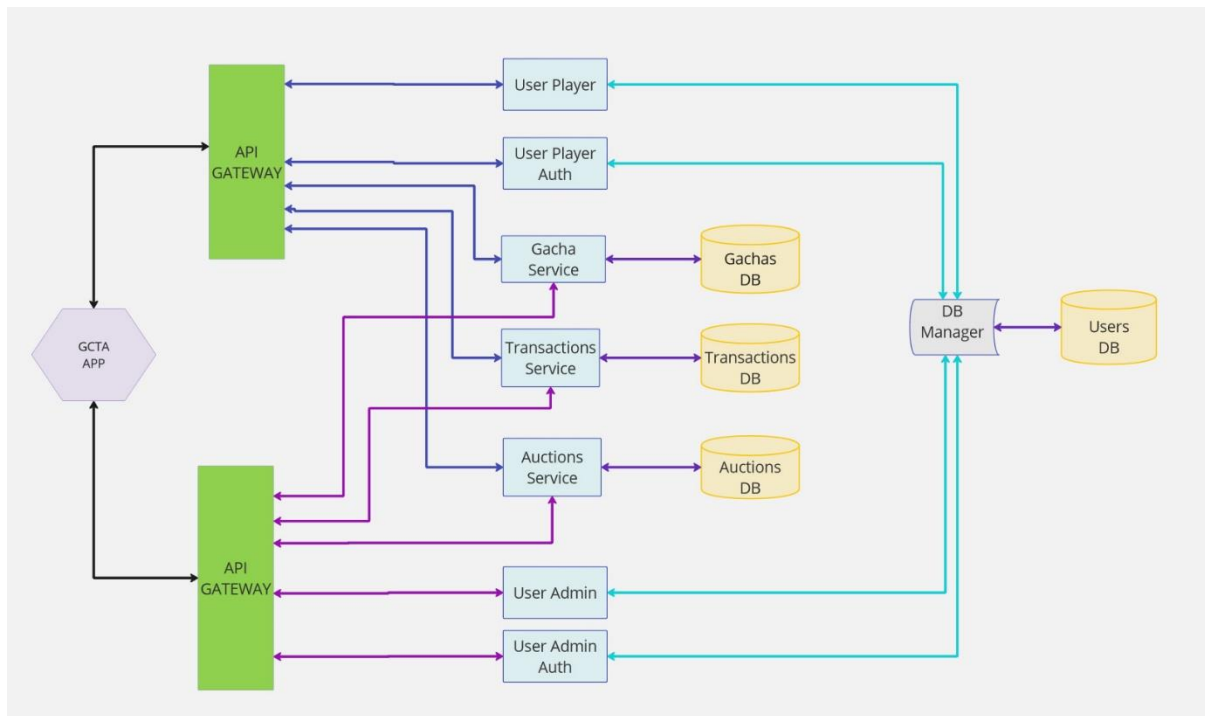 User Player
API
GATEWAY
User Player
Auth
Gacha
Service
Gachas
DB
DB
Manager
Users
DB
GCTA
APP
Transactions
Service
Transactions
DB
Auctions
Service
Auctions
DB
API
GATEWAY
User Admin
User Admin
Auth